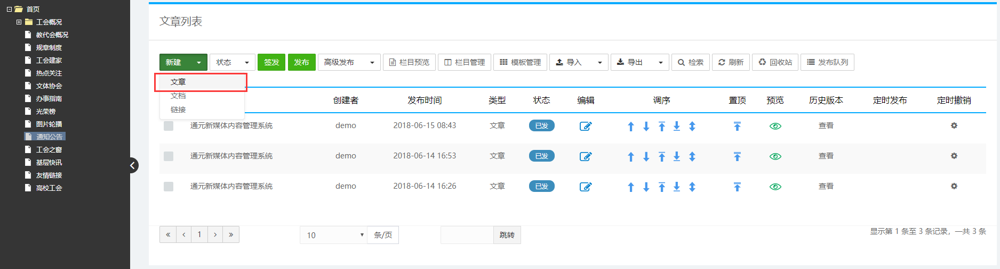 首页
工会概况
教代会概况
规章制度
工会建家
热点关注
文体协会
办事指南
光荣榜
图片轮播
通知公告
工会之窗
基层快讯
友情链接
高校工会
文章列表
新建 状态 签发 发布 高级发布 栏目预览 栏目管理 模板管理 导入 导出 检索 刷新 回收站 发布队列
文章
文档
链接
创建者 发布时间 类型 状态 编辑 调序 置顶 预览 历史版本 定时发布 定时撤销
通元新媒体内容管理系统 demo 2018-06-15 08:43 文章 已发 查看
通元新媒体内容管理系统 demo 2018-06-14 16:53 文章 已发 查看
通元新媒体内容管理系统 demo 2018-06-14 16:26 文章 已发 查看
« ‹ 1 › » 10 条/页 跳转 显示第 1 条至 3 条记录，一共 3 条